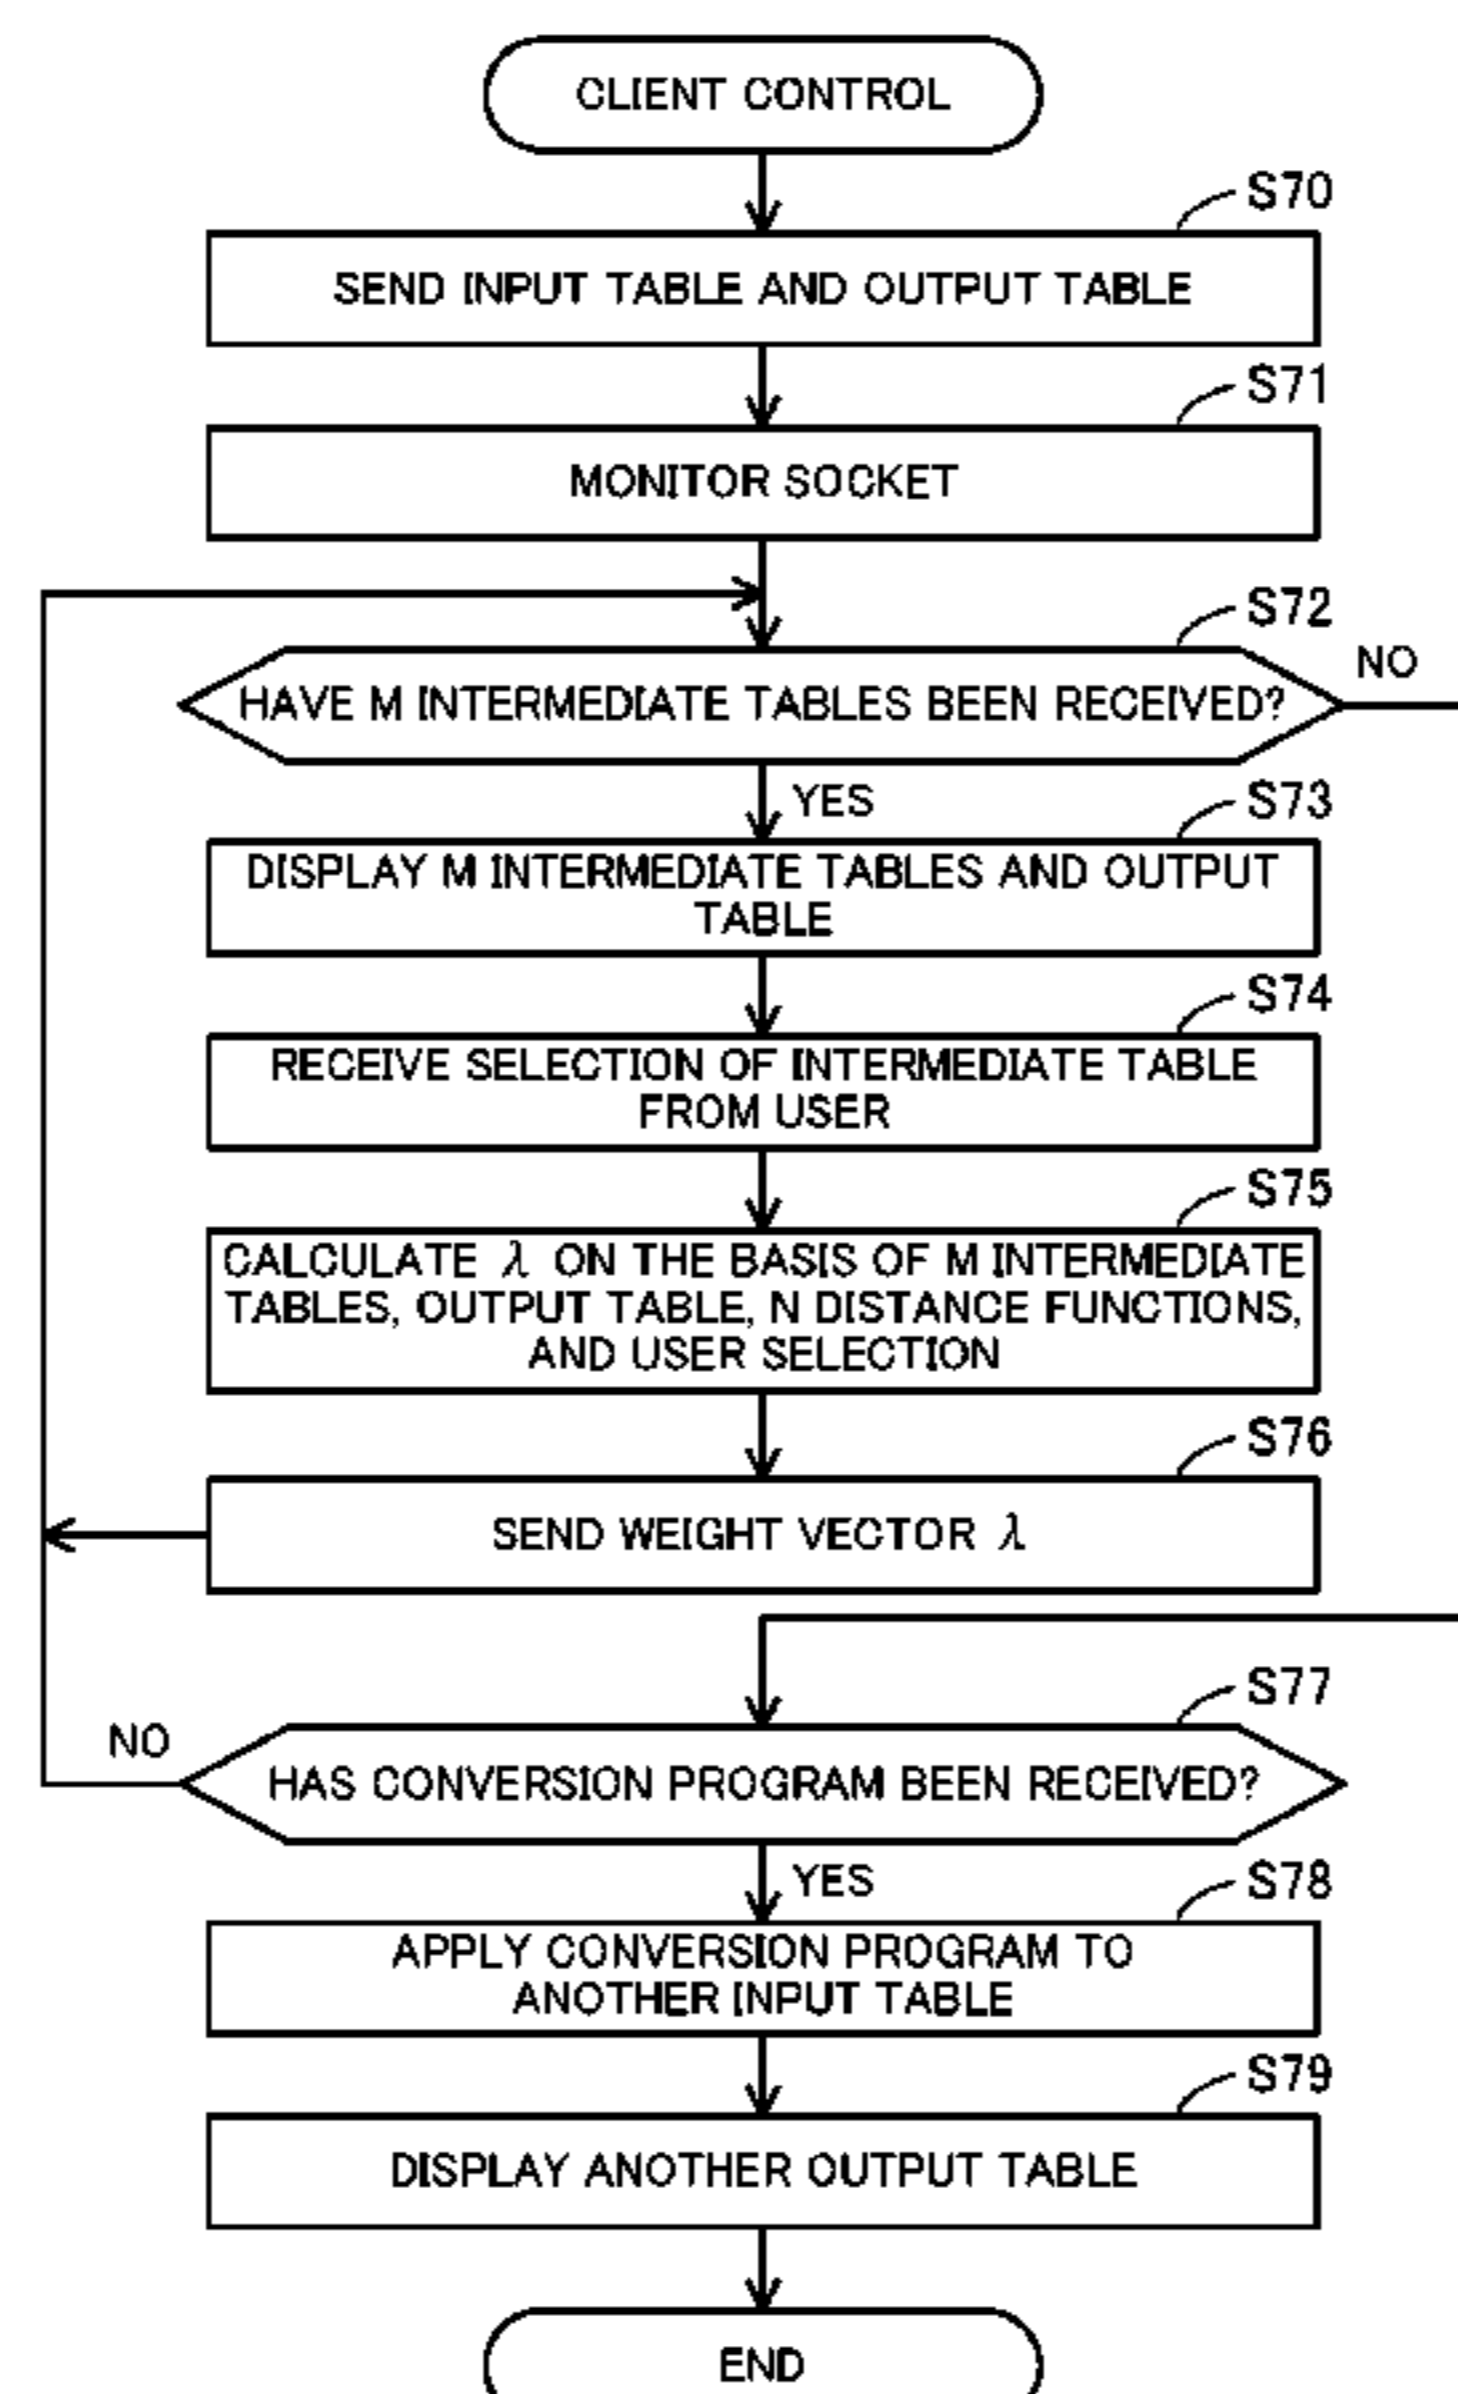 CLIENT CONTROL
S70
SEND INPUT TABLE AND OUTPUT TABLE
S71
MONITOR SOCKET
S72
HAVE M INTERMEDIATE TABLES BEEN RECEIVED?
NO
YES
S73
DISPLAY M INTERMEDIATE TABLES AND OUTPUT
TABLE
S74
RECEIVE SELECTION OF INTERMEDIATE TABLE
FROM USER
S75
CALCULATE λ ON THE BASIS OF M INTERMEDIATE
TABLES, OUTPUT TABLE, N DISTANCE FUNCTIONS,
AND USER SELECTION
S76
SEND WEIGHT VECTOR λ
S77
NO
HAS CONVERSION PROGRAM BEEN RECEIVED?
YES
S78
APPLY CONVERSION PROGRAM TO
ANOTHER INPUT TABLE
S79
DISPLAY ANOTHER OUTPUT TABLE
END